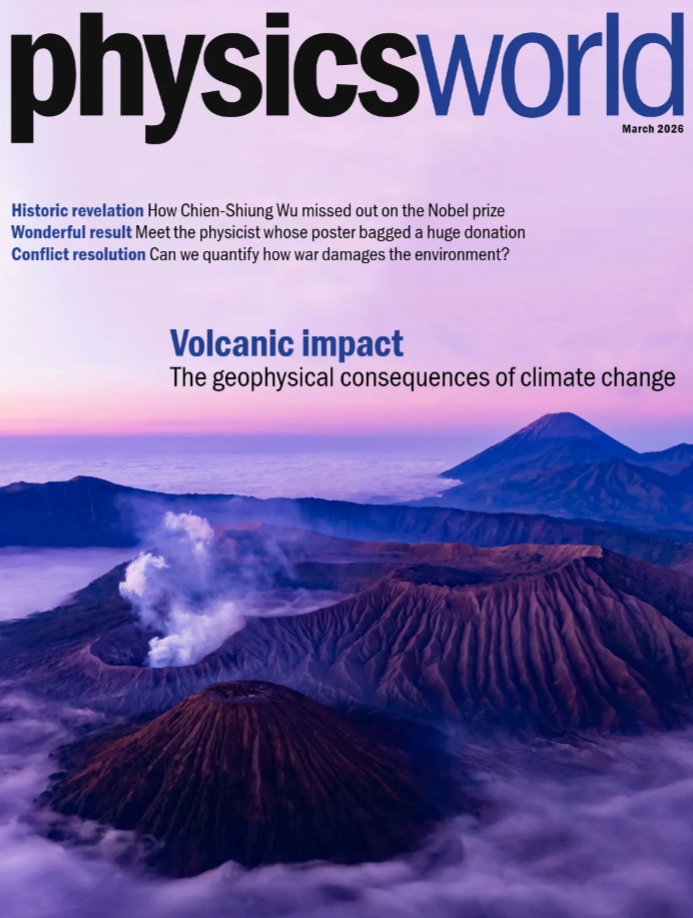 physicsworld
March 2026
Historic revelation How Chien-Shiung Wu missed out on the Nobel prize
Wonderful result Meet the physicist whose poster bagged a huge donation
Conflict resolution Can we quantify how war damages the environment?
Volcanic impact
The geophysical consequences of climate change